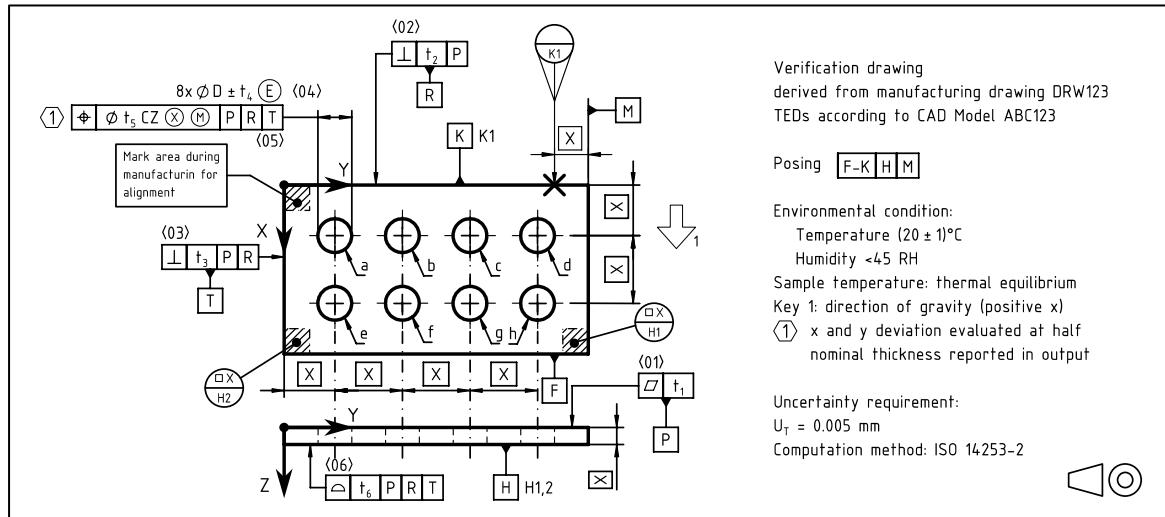 ⟨02⟩
⟂ t₂ P
R
K1
8x ⌀ D ± t₄ Ⓔ ⟨04⟩
1 ⌖ ⌀ t₅ CZ Ⓧ Ⓜ P R T
⟨05⟩
K K1
X
M
Mark area during
manufacturin for
alignment
Y
X
X
X
1
⟨03⟩
⟂ t₃ P R
T
a
b
c
d
e
f
g
h
□ X
H1
□ X
H2
X
X
X
X
F
⟨01⟩
⏥ t₁
P
Y
Z
⟨06⟩
⌓ t₆ P R T
H H1,2
X
Verification drawing
derived from manufacturing drawing DRW123
TEDs according to CAD Model ABC123
Posing F-K H M
Environmental condition:
Temperature (20 ± 1)°C
Humidity <45 RH
Sample temperature: thermal equilibrium
Key 1: direction of gravity (positive x)
1 x and y deviation evaluated at half
nominal thickness reported in output
Uncertainty requirement:
U_T = 0.005 mm
Computation method: ISO 14253-2